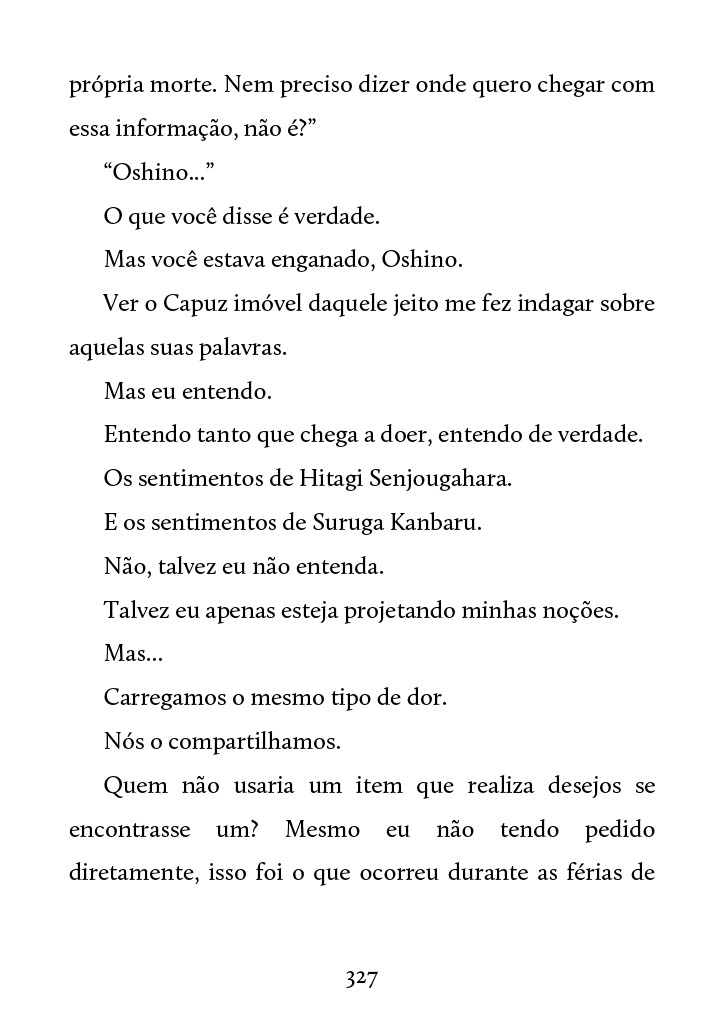 própria morte. Nem preciso dizer onde quero chegar com
essa informação, não é?”
“Oshino...”
O que você disse é verdade.
Mas você estava enganado, Oshino.
Ver o Capuz imóvel daquele jeito me fez indagar sobre
aquelas suas palavras.
Mas eu entendo.
Entendo tanto que chega a doer, entendo de verdade.
Os sentimentos de Hitagi Senjougahara.
E os sentimentos de Suruga Kanbaru.
Não, talvez eu não entenda.
Talvez eu apenas esteja projetando minhas noções.
Mas...
Carregamos o mesmo tipo de dor.
Nós o compartilhamos.
Quem não usaria um item que realiza desejos se
encontrasse um? Mesmo eu não tendo pedido
diretamente, isso foi o que ocorreu durante as férias de
327